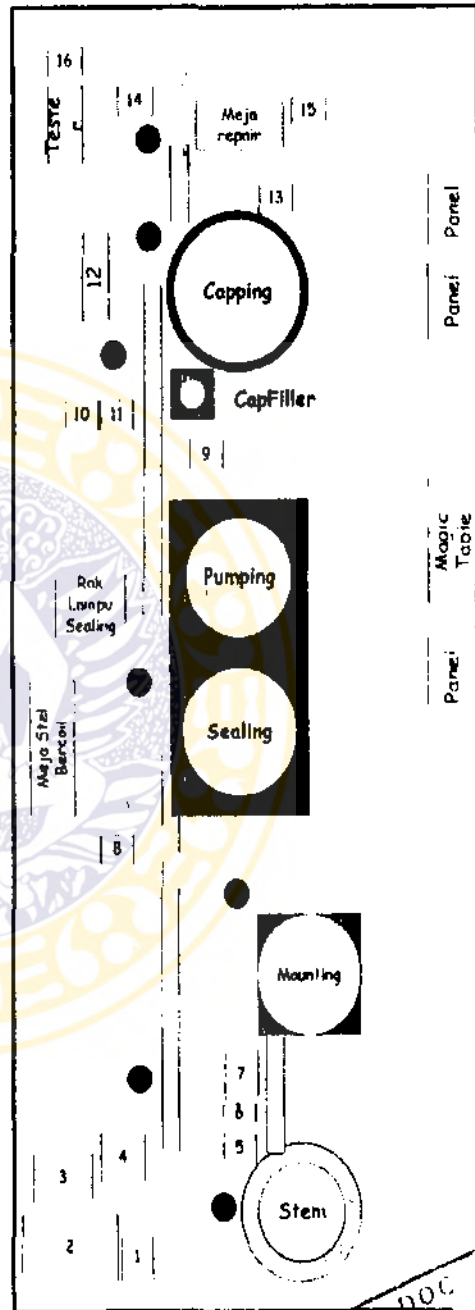 16
Teste
r
14
Meja
repair
15
13
Panel
Capping
Panel
12
10
11
CapFiller
9
Magic
Table
Pumping
Rak
Lampu
Sealing
Panel
Sealing
Meja Stel
8
Mounting
7
6
5
4
3
2
1
Stem
DOC